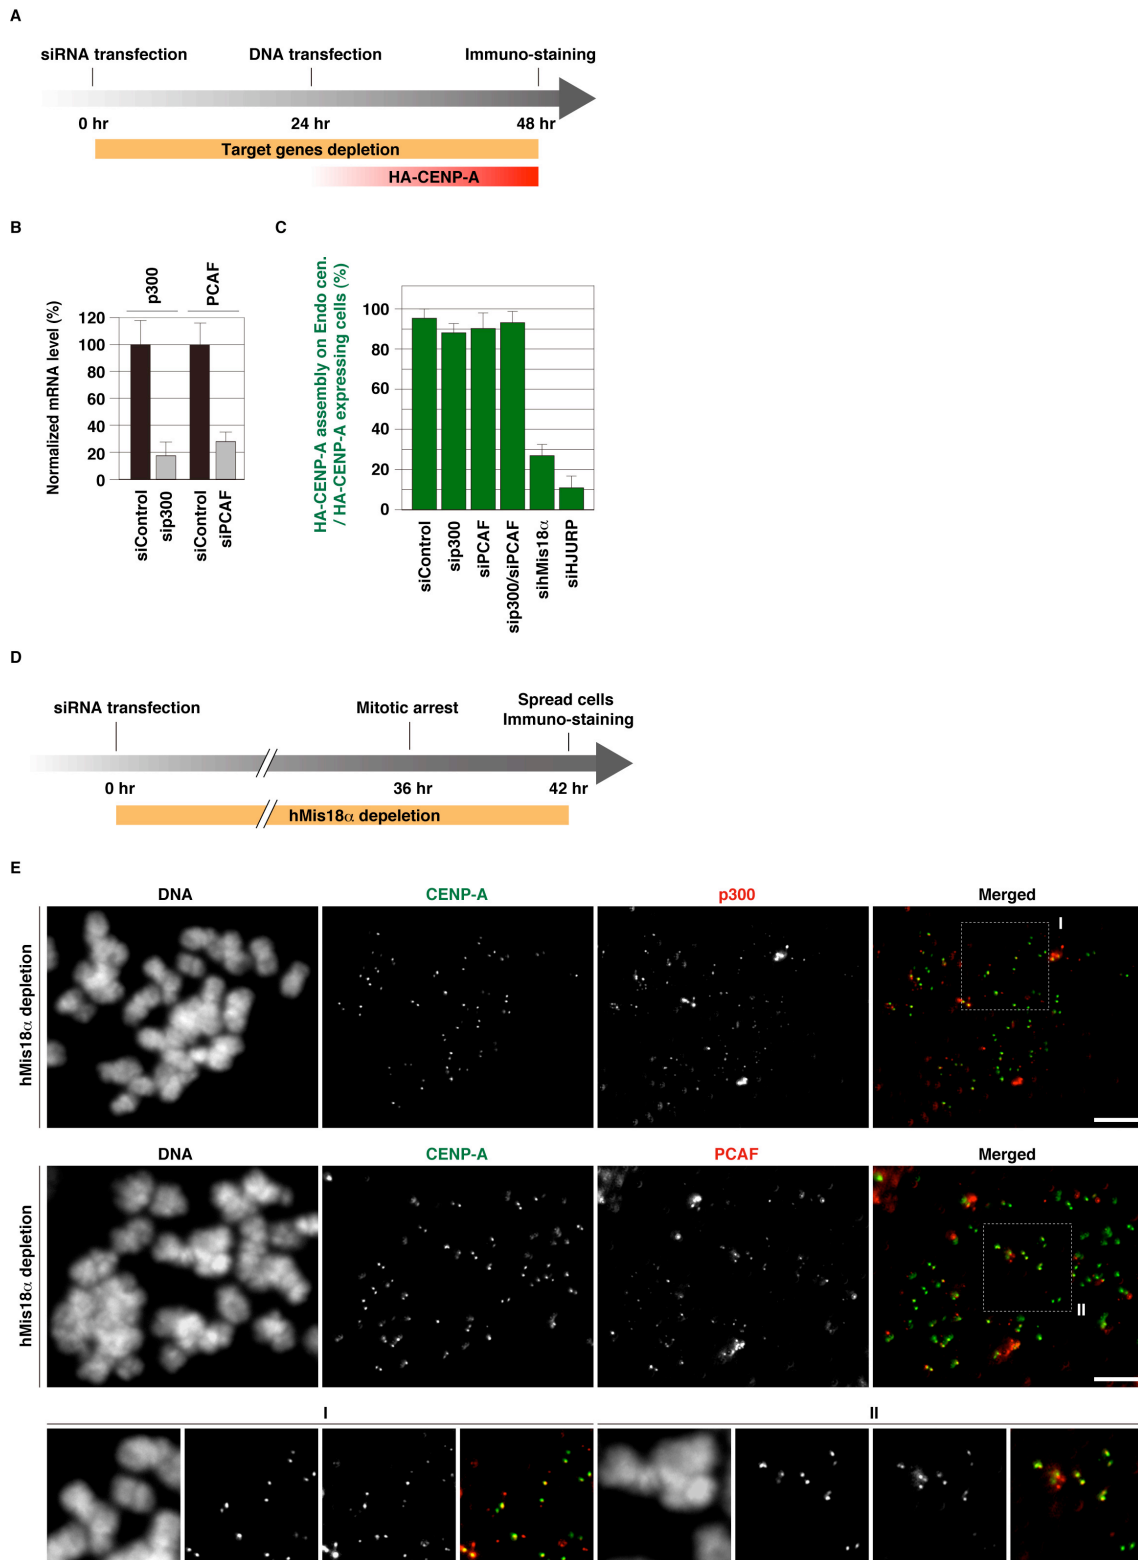 A
siRNA transfection
DNA transfection
Immuno-staining
0 hr
24 hr
48 hr
Target genes depletion
HA-CENP-A
B
Normalized mRNA level (%)
p300
PCAF
120
100
80
60
40
20
0
siControl
sip300
siControl
siPCAF
C
HA-CENP-A assembly on Endo cen.
/ HA-CENP-A expressing cells (%)
100
80
60
40
20
0
siControl
sip300
siPCAF
sip300/siPCAF
sihMis18α
siHJURP
D
siRNA transfection
Mitotic arrest
Spread cells
Immuno-staining
0 hr
36 hr
42 hr
hMis18α depeletion
E
DNA
CENP-A
p300
Merged
hMis18α depletion
I
DNA
CENP-A
PCAF
Merged
hMis18α depletion
II
I
II